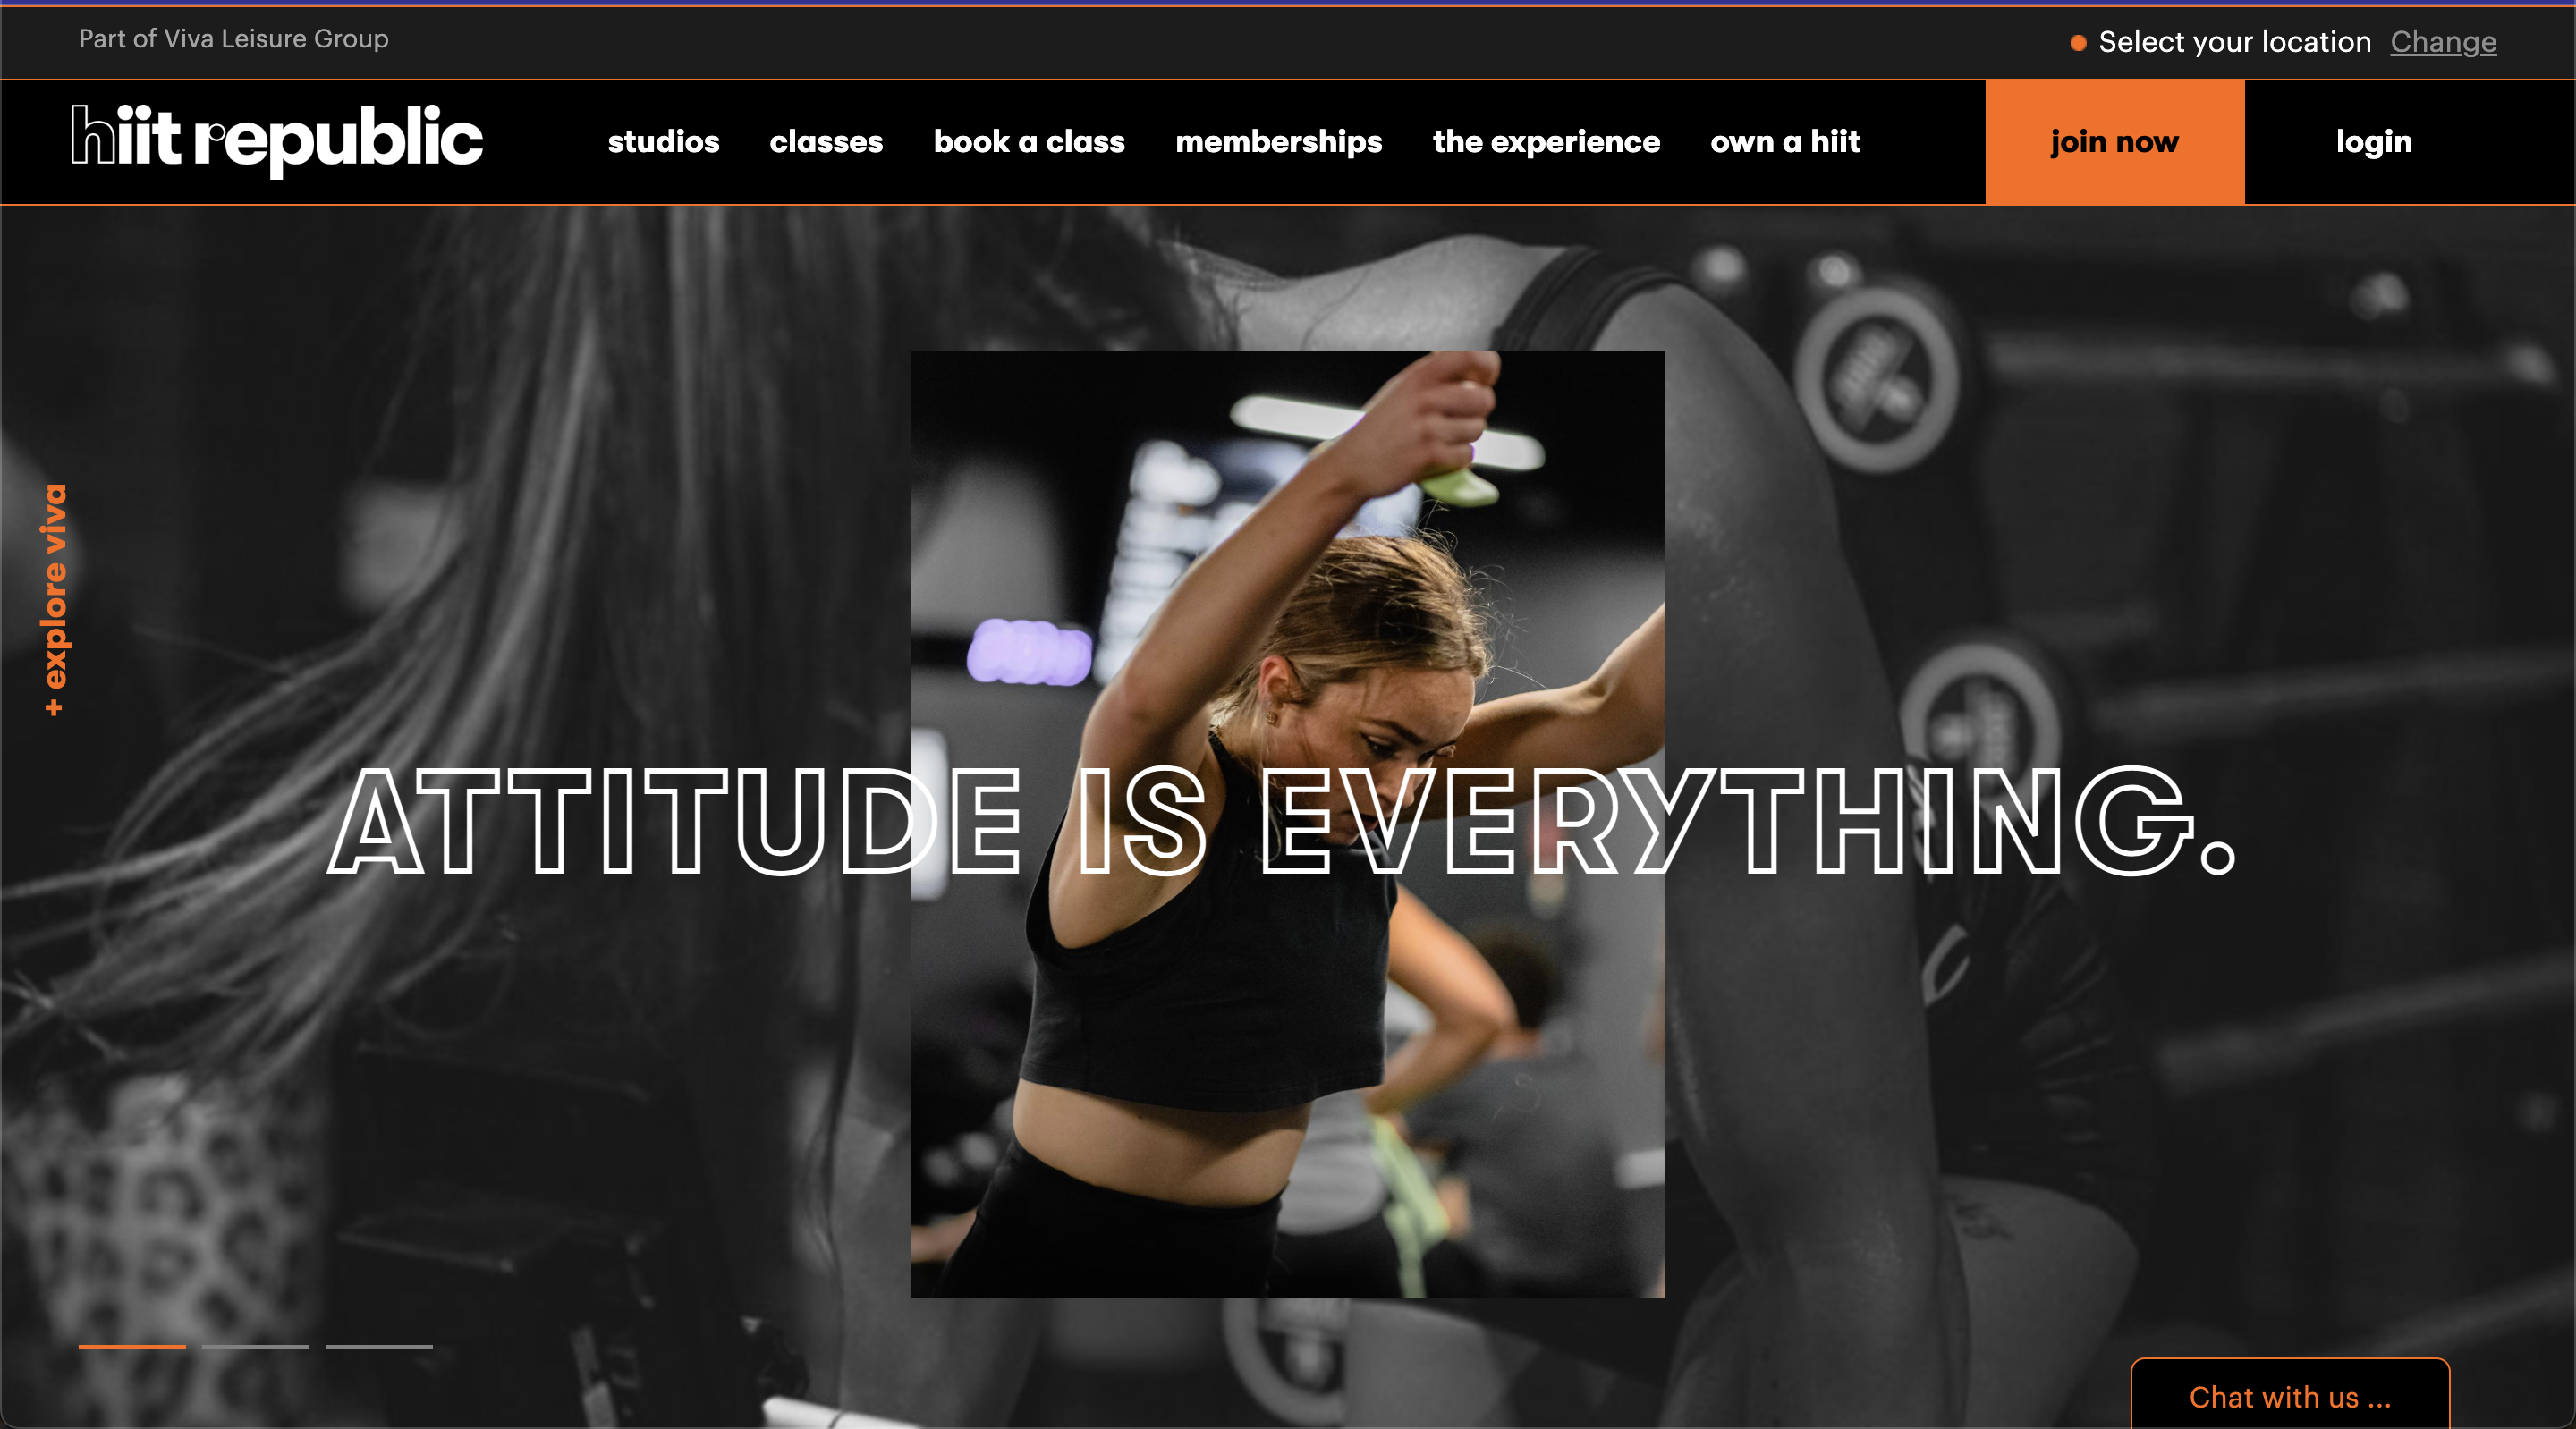 Part of Viva Leisure Group
Select your location Change
hiit republic
studios classes book a class memberships the experience own a hiit join now login
+ explore viva
ATTITUDE IS EVERYTHING.
Chat with us ...